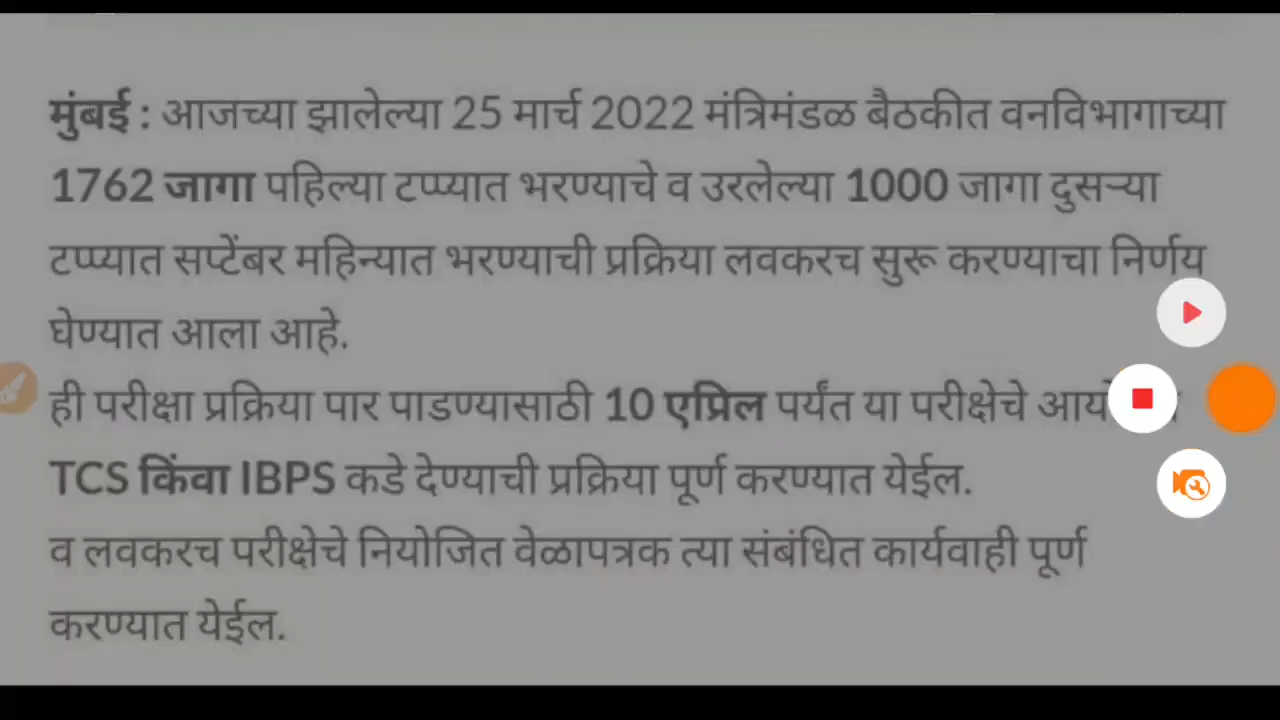 मुंबई : आजच्या झालेल्या 25 मार्च 2022 मंत्रिमंडळ बैठकीत वनविभागाच्या
1762 जागा पहिल्या टप्प्यात भरण्याचे व उरलेल्या 1000 जागा दुसऱ्या
टप्प्यात सप्टेंबर महिन्यात भरण्याची प्रक्रिया लवकरच सुरू करण्याचा निर्णय
घेण्यात आला आहे.
ही परीक्षा प्रक्रिया पार पाडण्यासाठी 10 एप्रिल पर्यंत या परीक्षेचे
TCS किंवा IBPS कडे देण्याची प्रक्रिया पूर्ण करण्यात येईल.
व लवकरच परीक्षेचे नियोजित वेळापत्रक त्या संबंधित कार्यवाही पूर्ण
करण्यात येईल.